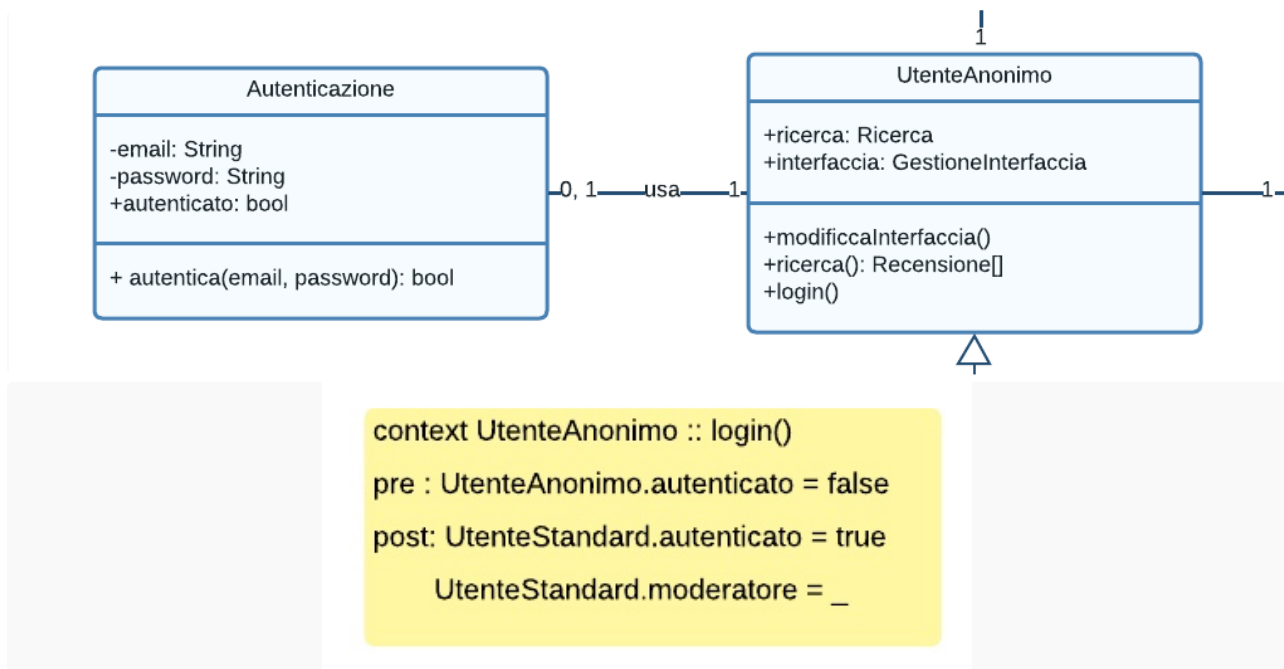 1
Autenticazione
-email: String
-password: String
+autenticato: bool
+ autentica(email, password): bool
0, 1
usa
1
UtenteAnonimo
+ricerca: Ricerca
+interfaccia: GestioneInterfaccia
+modificcaInterfaccia()
+ricerca(): Recensione[]
+login()
1
context UtenteAnonimo :: login()
pre : UtenteAnonimo.autenticato = false
post: UtenteStandard.autenticato = true
UtenteStandard.moderatore = _